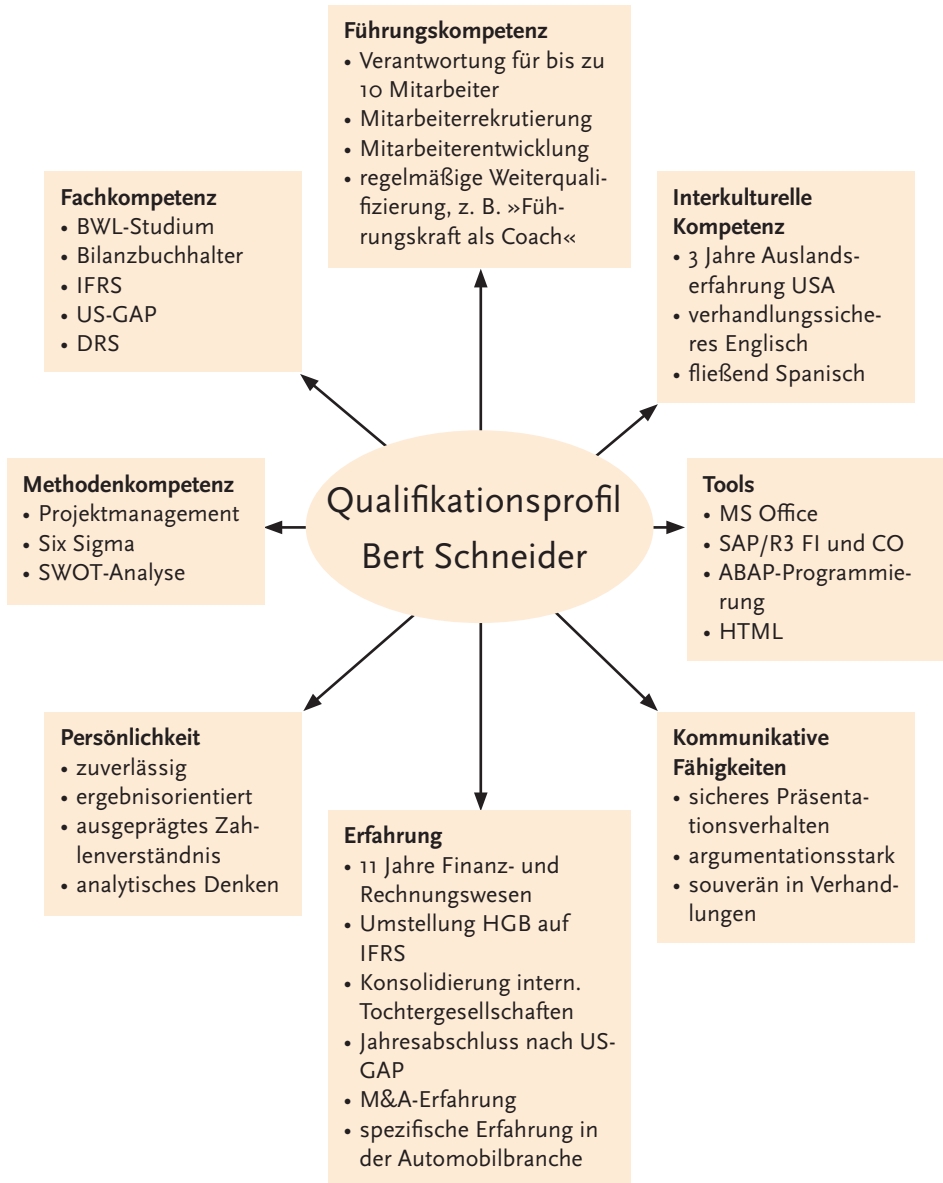 Führungskompetenz
• Verantwortung für bis zu
10 Mitarbeiter
• Mitarbeiterrekrutierung
• Mitarbeiterentwicklung
• regelmäßige Weiterquali-
fizierung, z. B. »Füh-
rungskraft als Coach«
Fachkompetenz
• BWL-Studium
• Bilanzbuchhalter
• IFRS
• US-GAP
• DRS
Interkulturelle
Kompetenz
• 3 Jahre Auslands-
erfahrung USA
• verhandlungssiche-
res Englisch
• fließend Spanisch
Methodenkompetenz
• Projektmanagement
• Six Sigma
• SWOT-Analyse
Qualifikationsprofil
Bert Schneider
Tools
• MS Office
• SAP/R3 FI und CO
• ABAP-Programmie-
rung
• HTML
Persönlichkeit
• zuverlässig
• ergebnisorientiert
• ausgeprägtes Zah-
lenverständnis
• analytisches Denken
Erfahrung
• 11 Jahre Finanz- und
Rechnungswesen
• Umstellung HGB auf
IFRS
• Konsolidierung intern.
Tochtergesellschaften
• Jahresabschluss nach US-
GAP
• M&A-Erfahrung
• spezifische Erfahrung in
der Automobilbranche
Kommunikative
Fähigkeiten
• sicheres Präsenta-
tionsverhalten
• argumentationsstark
• souverän in Verhand-
lungen